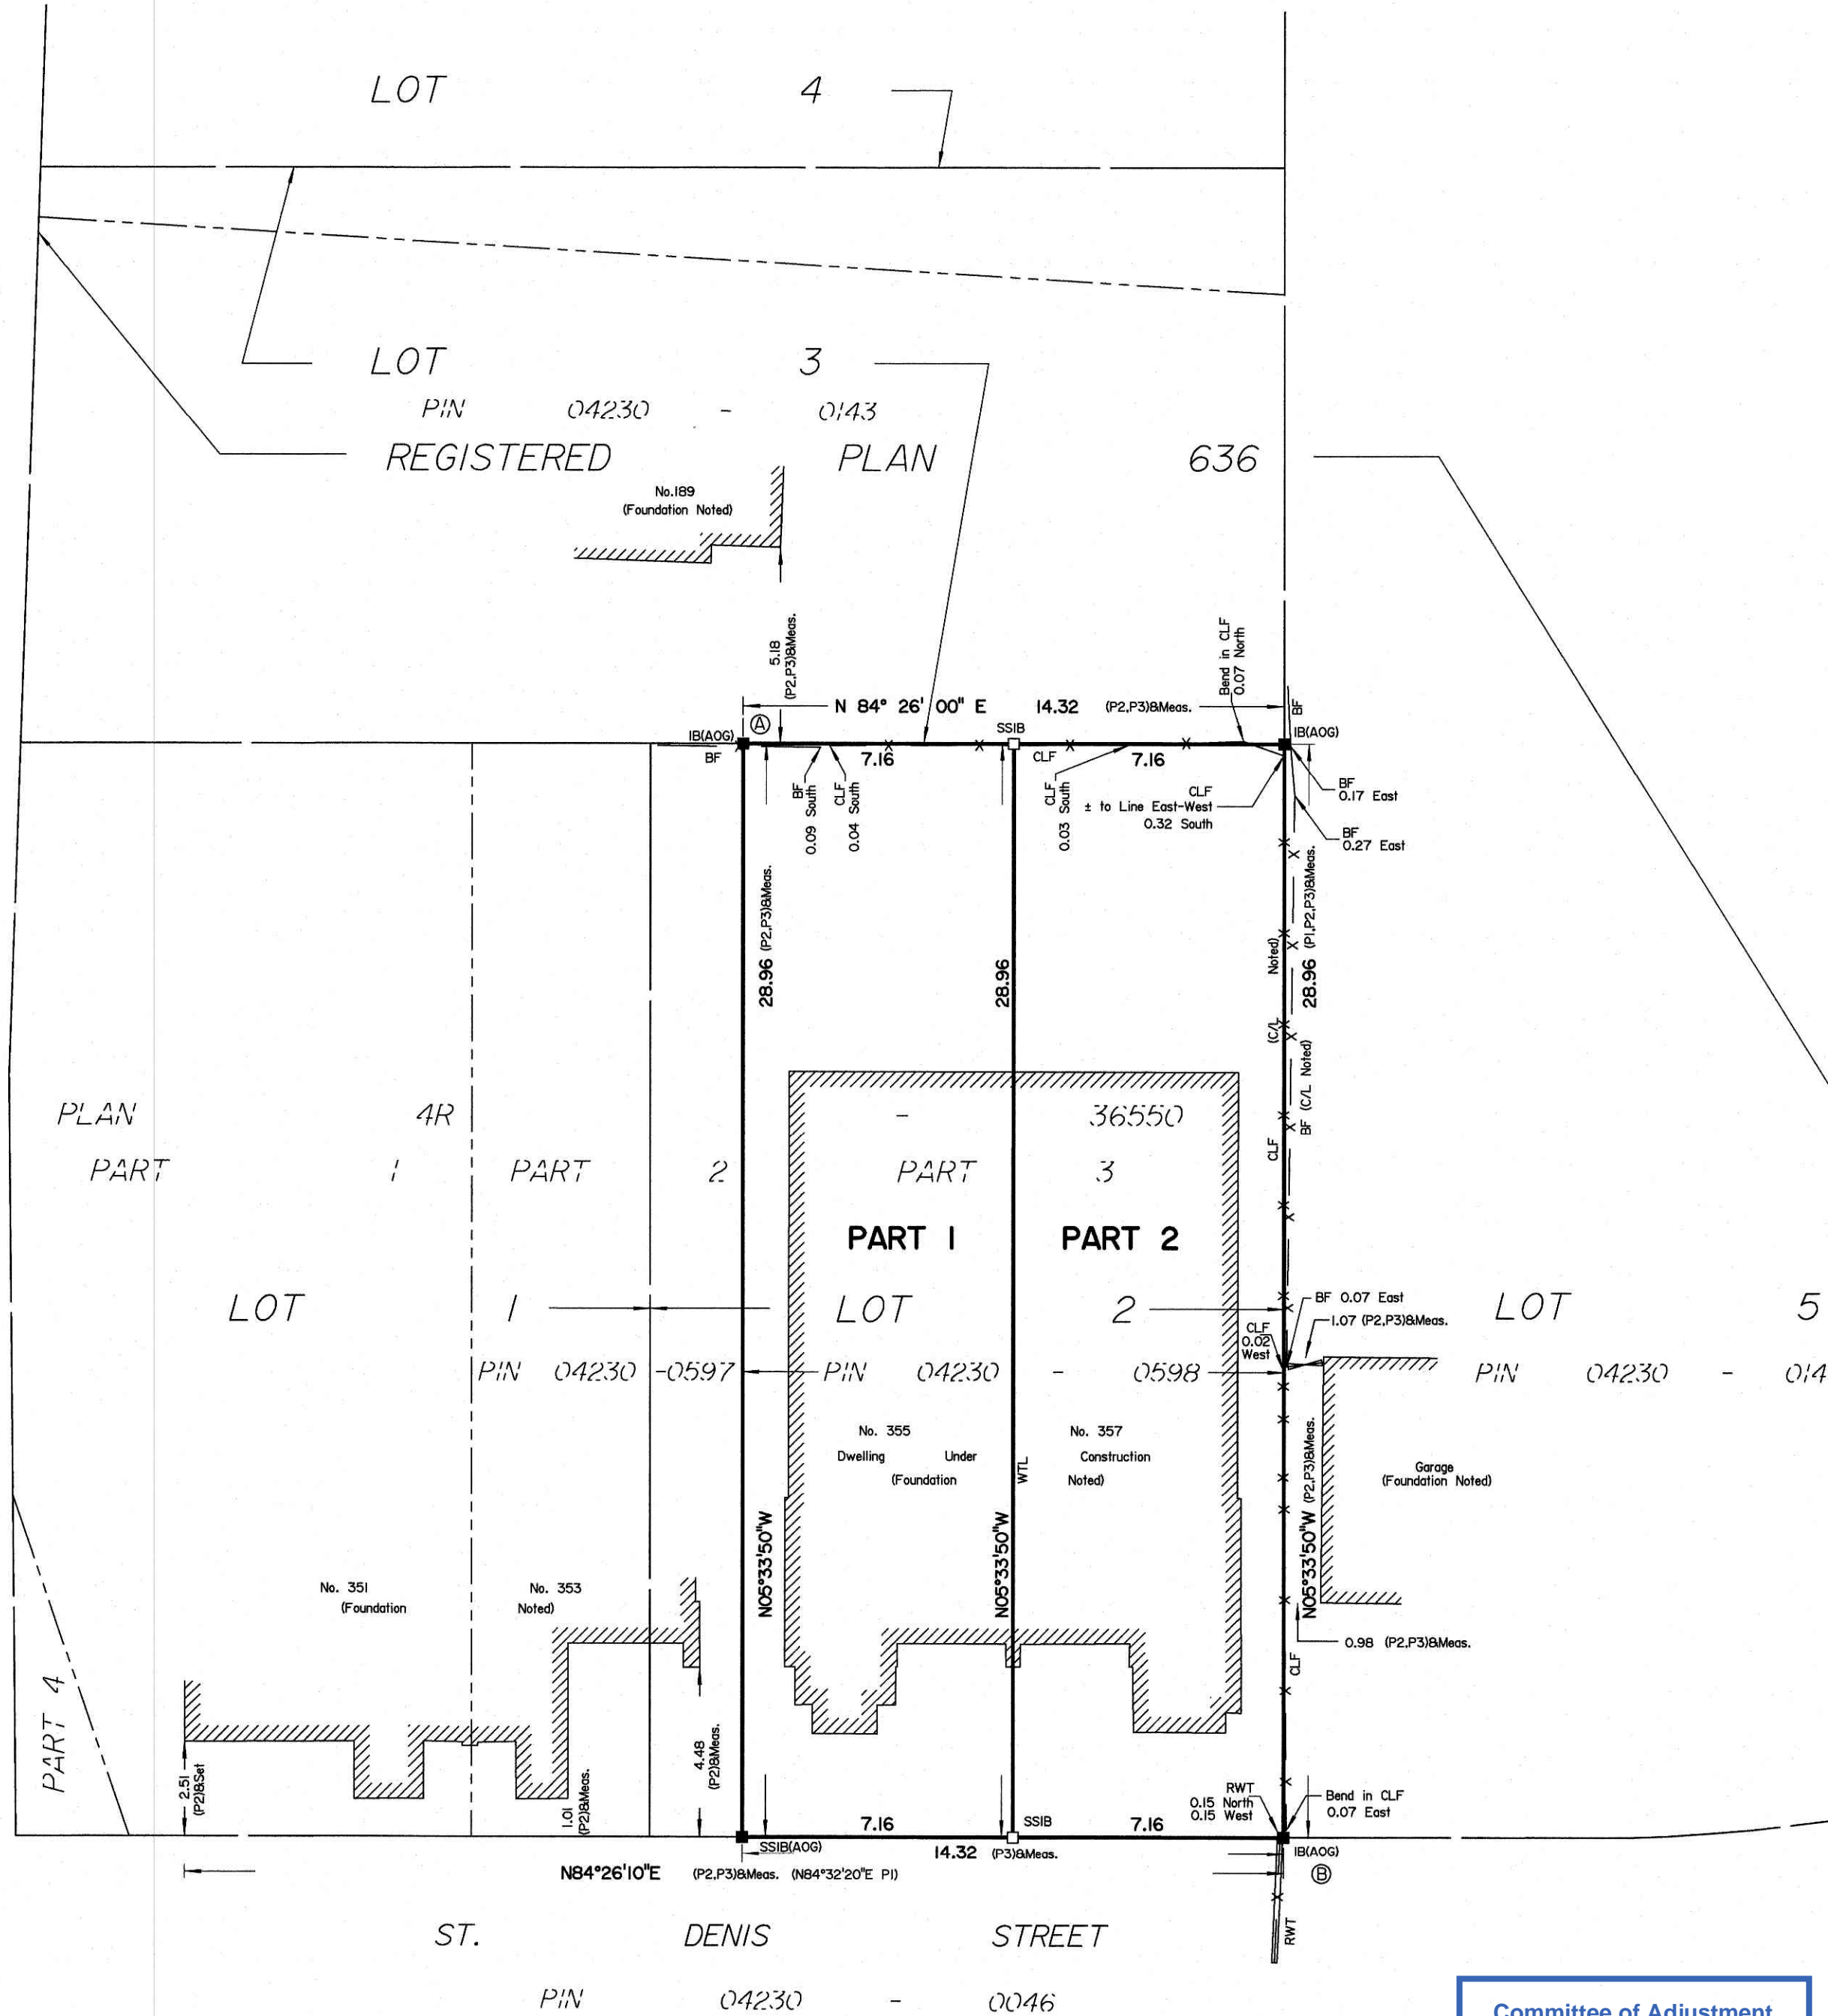 LOT 4
LOT 3
PIN 04230 - 0143
REGISTERED PLAN 636
No.189
(Foundation Noted)
5.18
(P2,P3)&Meas.
Bend in CLF
0.07 North
BF
N 84° 26' 00" E 14.32 (P2,P3)&Meas.
A
IB(AOG)
SSIB
IB(AOG)
BF
7.16
CLF
7.16
BF
0.09 South
CLF
0.04 South
CLF
0.03 South
CLF
± to Line East-West
0.32 South
BF
0.17 East
BF
0.27 East
28.96 (P2,P3)&Meas.
28.96
28.96 (P1,P2,P3)&Meas.
CLF (C/L Noted)
BF (C/L Noted)
PLAN 4R - 36550
PART 1 PART 2 PART 3
PART 1 PART 2
LOT 1 LOT 2 LOT 5
BF 0.07 East
1.07 (P2,P3)&Meas.
CLF
0.02
West
PIN 04230 -0597 PIN 04230 - 0598 PIN 04230 - 014
No. 355 No. 357
Dwelling Under Construction
(Foundation Noted)
WTL
Garage
(Foundation Noted)
N05°33'50"W
N05°33'50"W
N05°33'50"W (P2,P3)&Meas.
No. 351 No. 353
(Foundation Noted)
0.98 (P2,P3)&Meas.
CLF
PART 4
2.51
(P2)&Set
1.01
(P2)&Meas.
4.48
(P2)&Meas.
RWT
0.15 North
0.15 West
Bend in CLF
0.07 East
7.16
SSIB
7.16
SSIB(AOG)
14.32 (P3)&Meas.
IB(AOG)
B
N84°26'10"E (P2,P3)&Meas. (N84°32'20"E P1)
RWT
ST. DENIS STREET
PIN 04230 - 0046
Committee of Adjustment